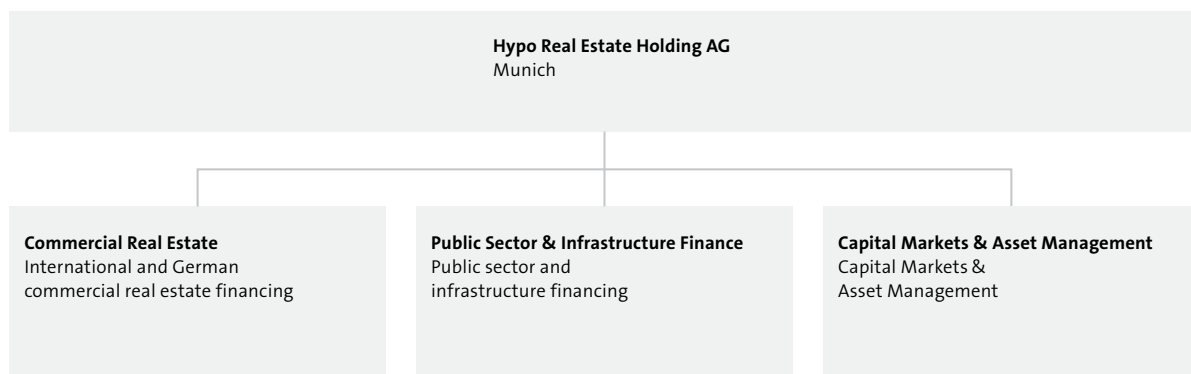 Hypo Real Estate Holding AG
Munich
Commercial Real Estate
International and German
commercial real estate financing
Public Sector & Infrastructure Finance
Public sector and
infrastructure financing
Capital Markets & Asset Management
Capital Markets &
Asset Management